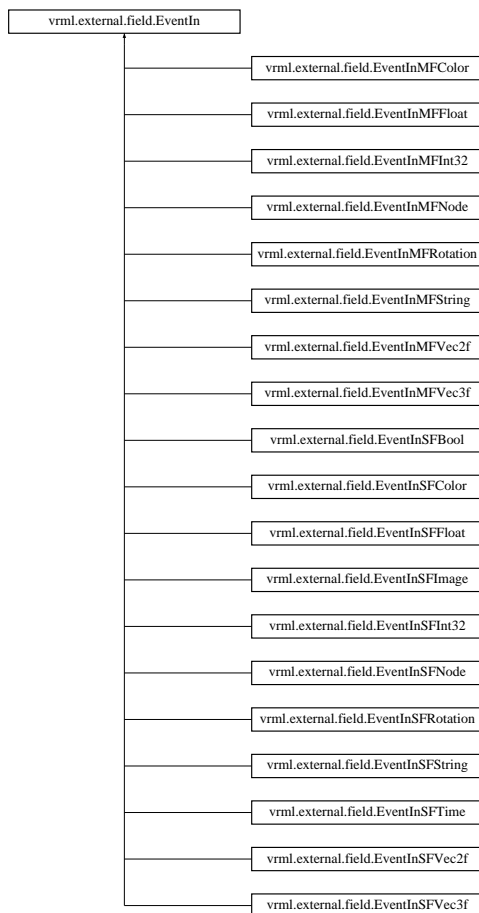 vrml.external.field.EventIn
vrml.external.field.EventInMFColor
vrml.external.field.EventInMFFloat
vrml.external.field.EventInMFInt32
vrml.external.field.EventInMFNode
vrml.external.field.EventInMFRotation
vrml.external.field.EventInMFString
vrml.external.field.EventInMFVec2f
vrml.external.field.EventInMFVec3f
vrml.external.field.EventInSFBool
vrml.external.field.EventInSFColor
vrml.external.field.EventInSFFloat
vrml.external.field.EventInSFImage
vrml.external.field.EventInSFInt32
vrml.external.field.EventInSFNode
vrml.external.field.EventInSFRotation
vrml.external.field.EventInSFString
vrml.external.field.EventInSFTime
vrml.external.field.EventInSFVec2f
vrml.external.field.EventInSFVec3f